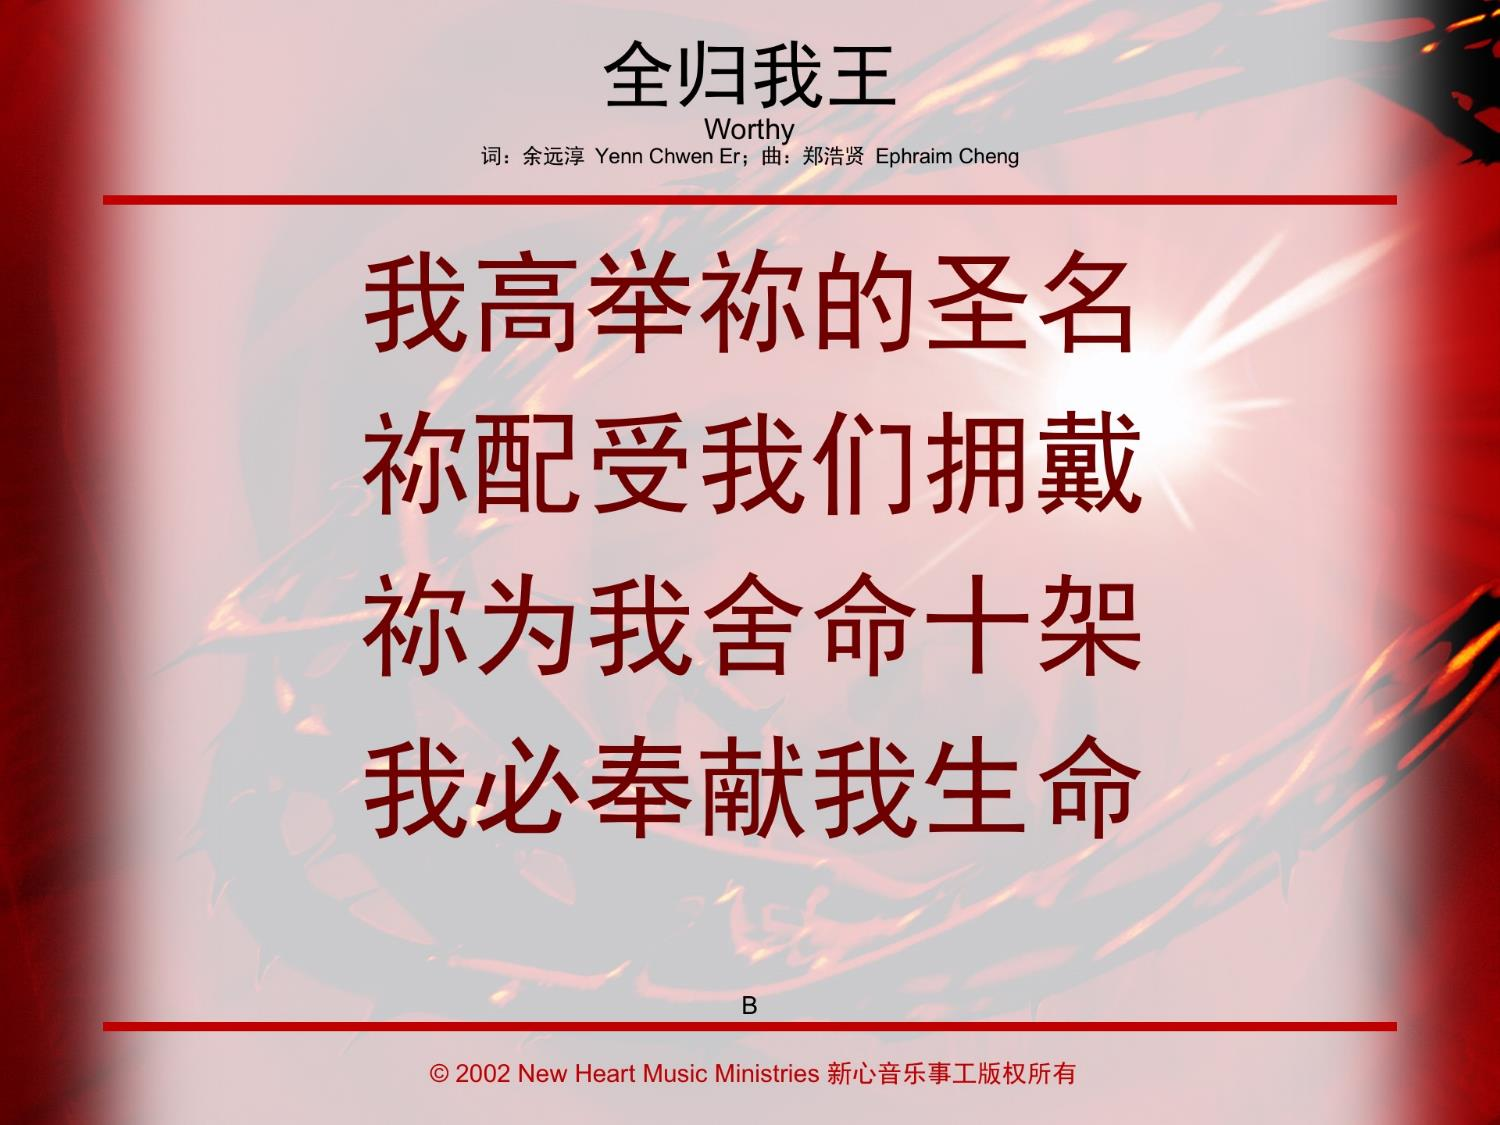 全归我王
Worthy
词：余远淳 Yenn Chwen Er；曲：郑浩贤 Ephraim Cheng
我高举祢的圣名
祢配受我们拥戴
祢为我舍命十架
我必奉献我生命
B
© 2002 New Heart Music Ministries 新心音乐事工版权所有